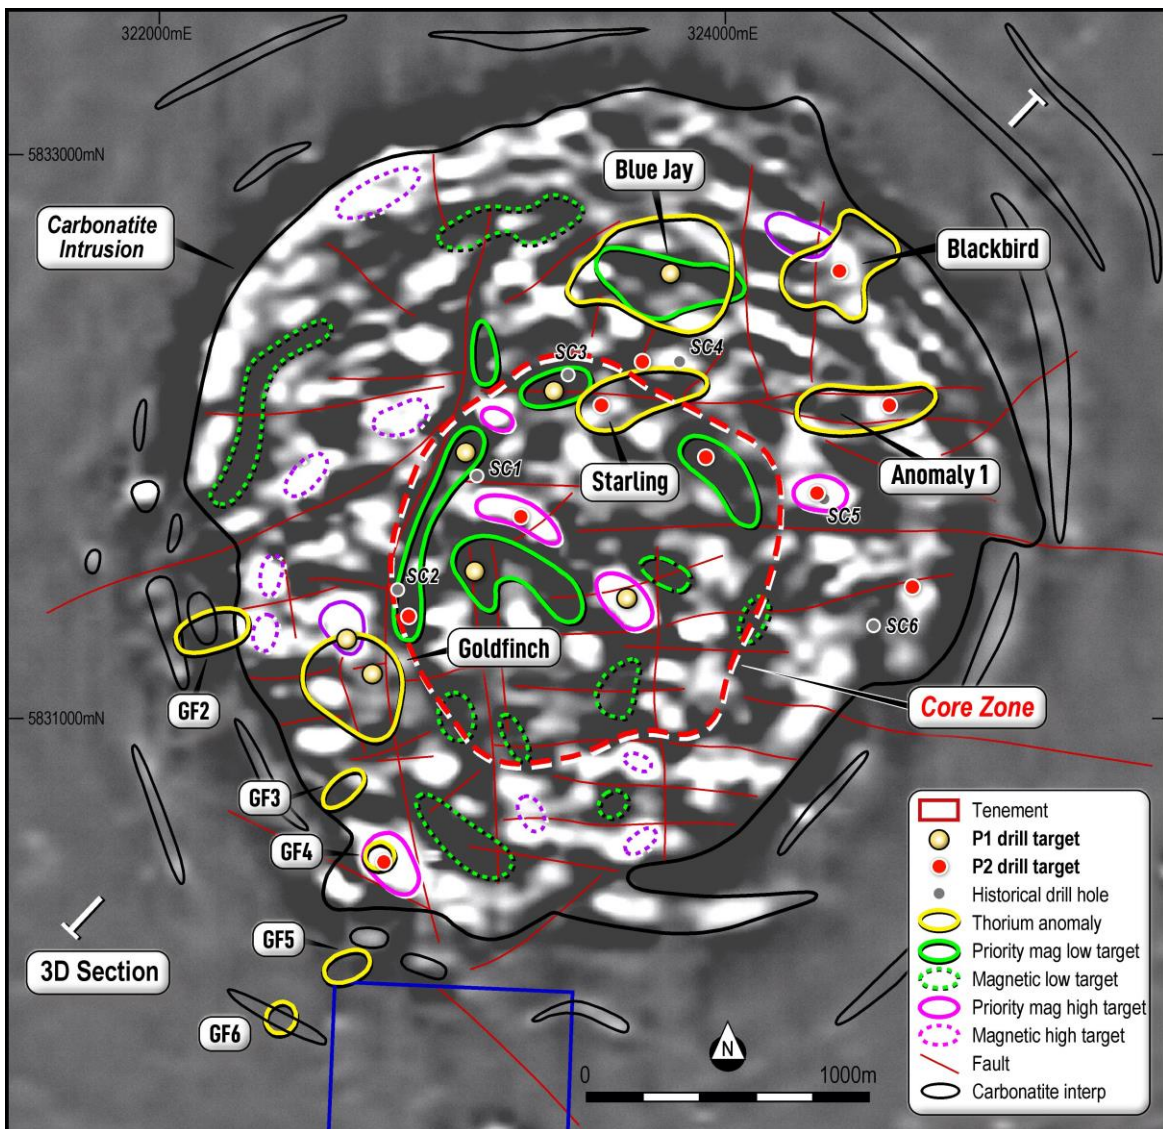 322000mE
324000mE
5833000mN
Blue Jay
Carbonatite
Intrusion
Blackbird
SC3
SC4
Starling
Anomaly 1
SC1
SC5
SC2
SC6
Goldfinch
GF2
Core Zone
5831000mN
GF3
GF4
GF5
3D Section
GF6
N
0
1000m
Tenement
P1 drill target
P2 drill target
Historical drill hole
Thorium anomaly
Priority mag low target
Magnetic low target
Priority mag high target
Magnetic high target
Fault
Carbonatite interp